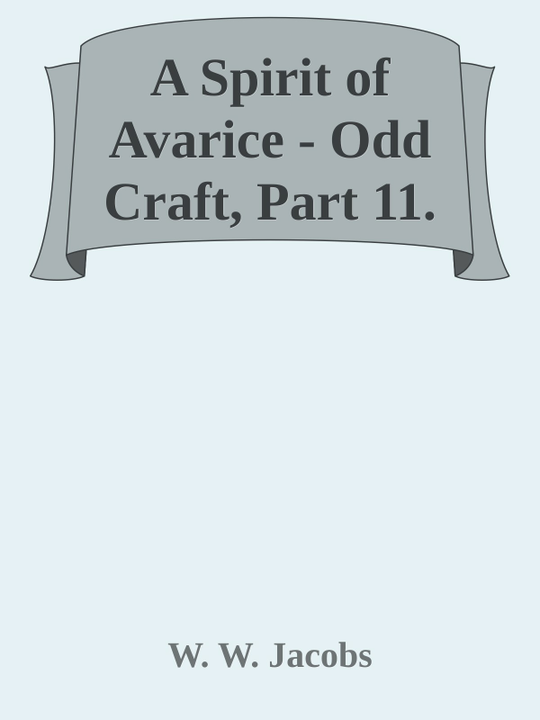 A Spirit of
Avarice - Odd
Craft, Part 11.
W. W. Jacobs